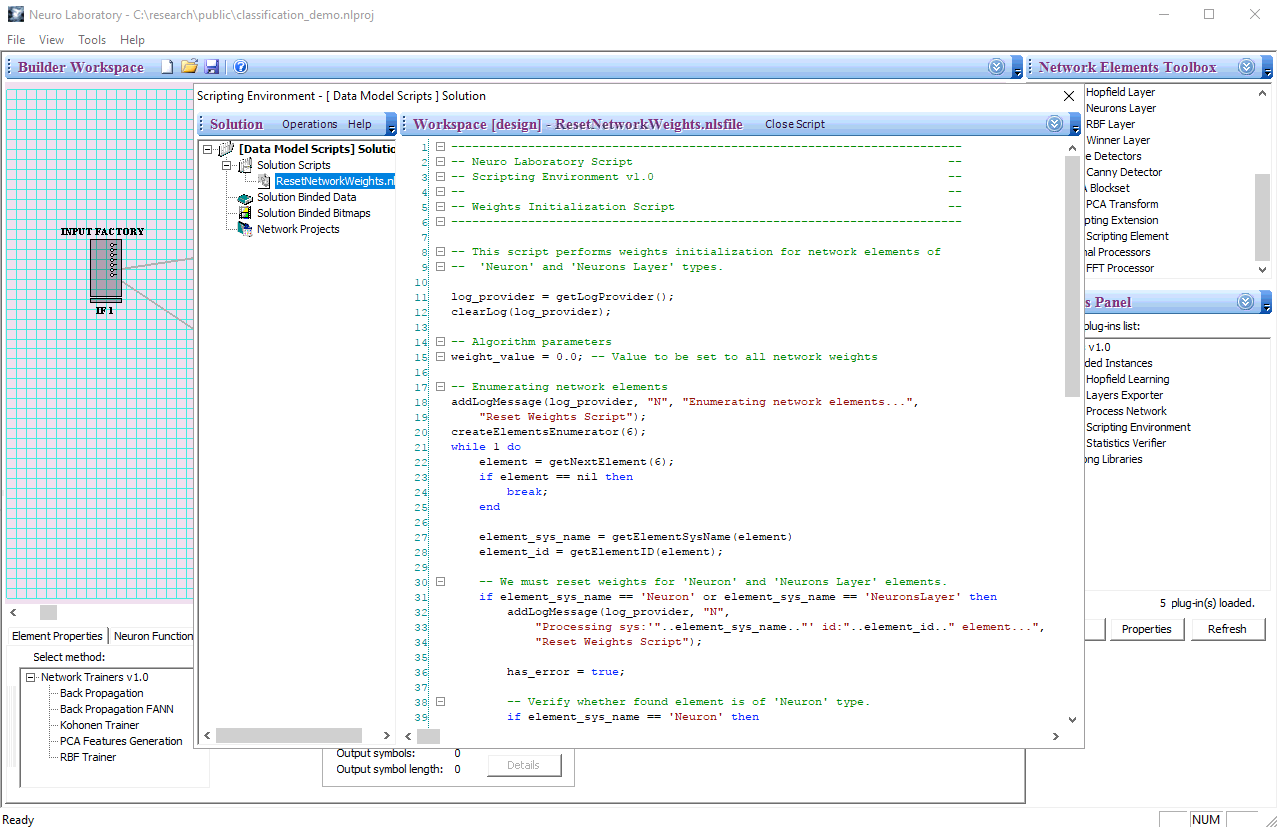 Neuro Laboratory - C:\research\public\classification_demo.nlproj
File View Tools Help
Builder Workspace
Network Elements Toolbox
Hopfield Layer
Neurons Layer
RBF Layer
Winner Layer
e Detectors
Canny Detector
A Blockset
PCA Transform
pting Extension
Scripting Element
nal Processors
FFT Processor
s Panel
plug-ins list:
v1.0
ded Instances
Hopfield Learning
Layers Exporter
Process Network
Scripting Environment
Statistics Verifier
ong Libraries
5 plug-in(s) loaded.
Properties Refresh
INPUT FACTORY
IF 1
Scripting Environment - [ Data Model Scripts ] Solution
Solution Operations Help
[Data Model Scripts] Solutio
Solution Scripts
ResetNetworkWeights.nl
Solution Binded Data
Solution Binded Bitmaps
Network Projects
Workspace [design] - ResetNetworkWeights.nlsfile Close Script
1 -------------------------------------------------------------------------
2 -- Neuro Laboratory Script --
3 -- Scripting Environment v1.0 --
4 -- --
5 -- Weights Initialization Script --
6 -------------------------------------------------------------------------
7
8 -- This script performs weights initialization for network elements of
9 -- 'Neuron' and 'Neurons Layer' types.
10
11 log_provider = getLogProvider();
12 clearLog(log_provider);
13
14 -- Algorithm parameters
15 weight_value = 0.0; -- Value to be set to all network weights
16
17 -- Enumerating network elements
18 addLogMessage(log_provider, "N", "Enumerating network elements...",
19 "Reset Weights Script");
20 createElementsEnumerator(6);
21 while 1 do
22 element = getNextElement(6);
23 if element == nil then
24 break;
25 end
26
27 element_sys_name = getElementSysName(element)
28 element_id = getElementID(element);
29
30 -- We must reset weights for 'Neuron' and 'Neurons Layer' elements.
31 if element_sys_name == 'Neuron' or element_sys_name == 'NeuronsLayer' then
32 addLogMessage(log_provider, "N",
33 "Processing sys:'"..element_sys_name.."' id:"..element_id.." element...",
34 "Reset Weights Script");
35
36 has_error = true;
37
38 -- Verify whether found element is of 'Neuron' type.
39 if element_sys_name == 'Neuron' then
Element Properties Neuron Function
Select method:
Network Trainers v1.0
Back Propagation
Back Propagation FANN
Kohonen Trainer
PCA Features Generation
RBF Trainer
Output symbols: 0
Output symbol length: 0
Details
Ready
NUM